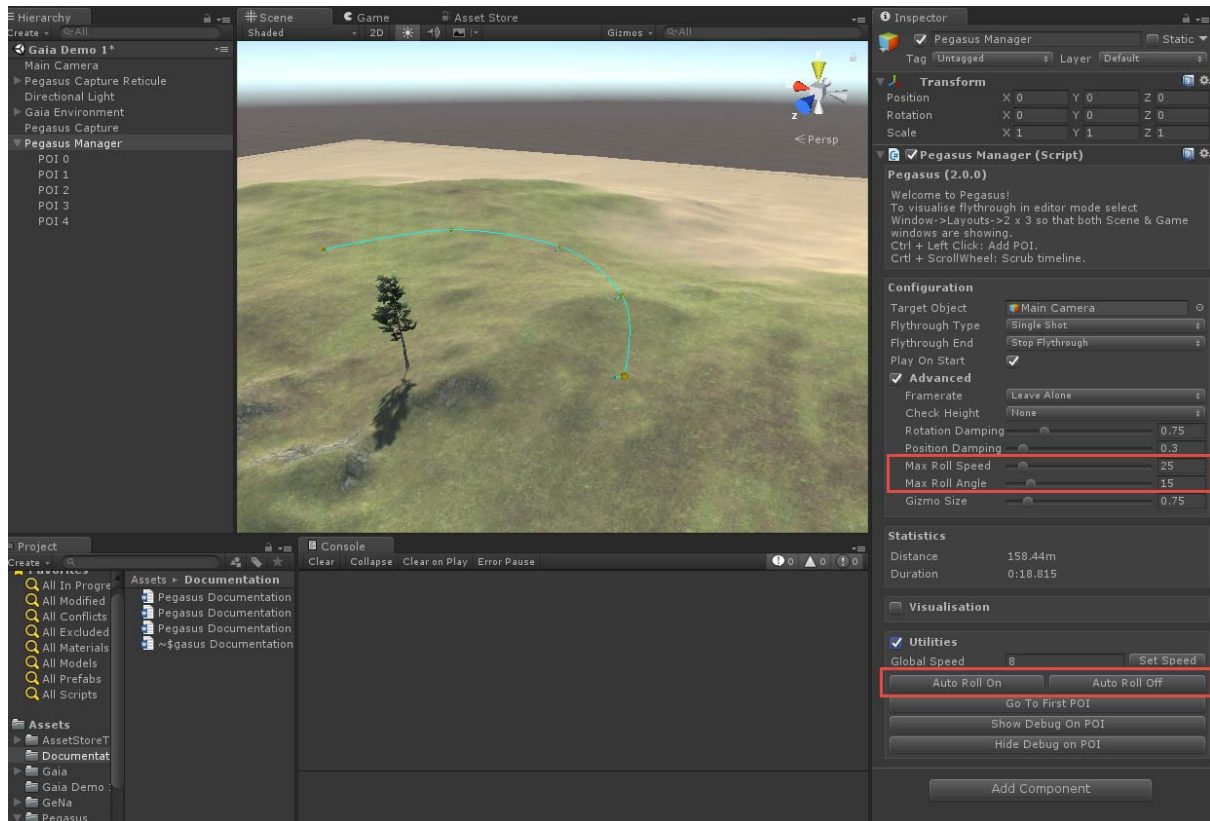 Hierarchy
Create
All
Gaia Demo 1*
Main Camera
Pegasus Capture Reticule
Directional Light
Gaia Environment
Pegasus Capture
Pegasus Manager
POI 0
POI 1
POI 2
POI 3
POI 4
Scene
Game
Asset Store
Shaded
2D
Gizmos
All
y
z
Persp
Inspector
Pegasus Manager
Static
Tag Untagged
Layer Default
Transform
Position X 0 Y 0 Z 0
Rotation X 0 Y 0 Z 0
Scale X 1 Y 1 Z 1
Pegasus Manager (Script)
Pegasus (2.0.0)
Welcome to Pegasus!
To visualise flythrough in editor mode select
Window->Layouts->2 x 3 so that both Scene & Game
windows are showing.
Ctrl + Left Click: Add POI.
Crtl + ScrollWheel: Scrub timeline.
Configuration
Target Object Main Camera
Flythrough Type Single Shot
Flythrough End Stop Flythrough
Play On Start
Advanced
Framerate Leave Alone
Check Height None
Rotation Damping 0.75
Position Damping 0.3
Max Roll Speed 25
Max Roll Angle 15
Gizmo Size 0.75
Statistics
Distance 158.44m
Duration 0:18.815
Visualisation
Utilities
Global Speed 8 Set Speed
Auto Roll On Auto Roll Off
Go To First POI
Show Debug On POI
Hide Debug on POI
Add Component
Project
Create
Favorites
All In Progre
All Modified
All Conflicts
All Excluded
All Materials
All Models
All Prefabs
All Scripts
Assets
AssetStoreT
Documentat
Gaia
Gaia Demo
GeNa
Pegasus
Assets Documentation
Pegasus Documentation
Pegasus Documentation
Pegasus Documentation
~$gasus Documentation
Console
Clear Collapse Clear on Play Error Pause
0 0 0